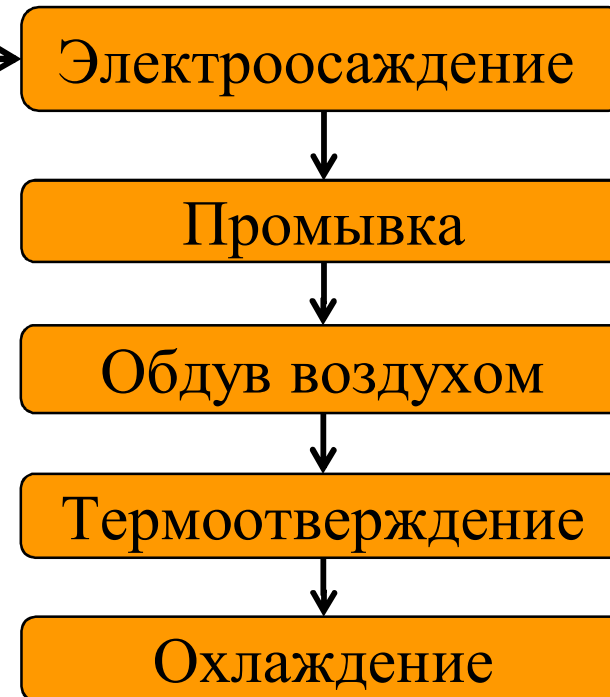 Электроосаждение
Промывка
Обдув воздухом
Термоотверждение
Охлаждение